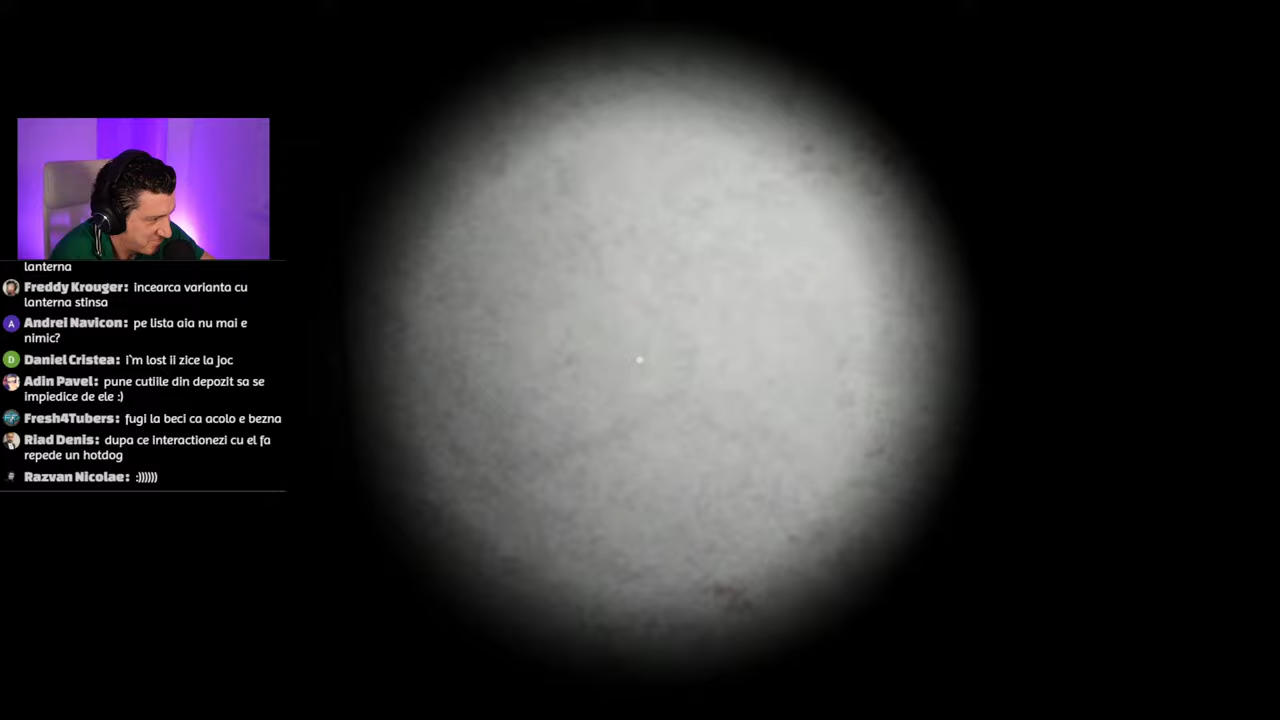 lanterna
Freddy Krouger: incearca varianta cu
lanterna stinsa
A Andrei Navicon: pe lista aia nu mai e
nimic?
D Daniel Cristea: i`m lost ii zice la joc
Adin Pavel: pune cutiile din depozit sa se
impiedice de ele :)
Fresh4Tubers: fugi la beci ca acolo e bezna
Riad Denis: dupa ce interactionezi cu el fa
repede un hotdog
Razvan Nicolae: :))))))